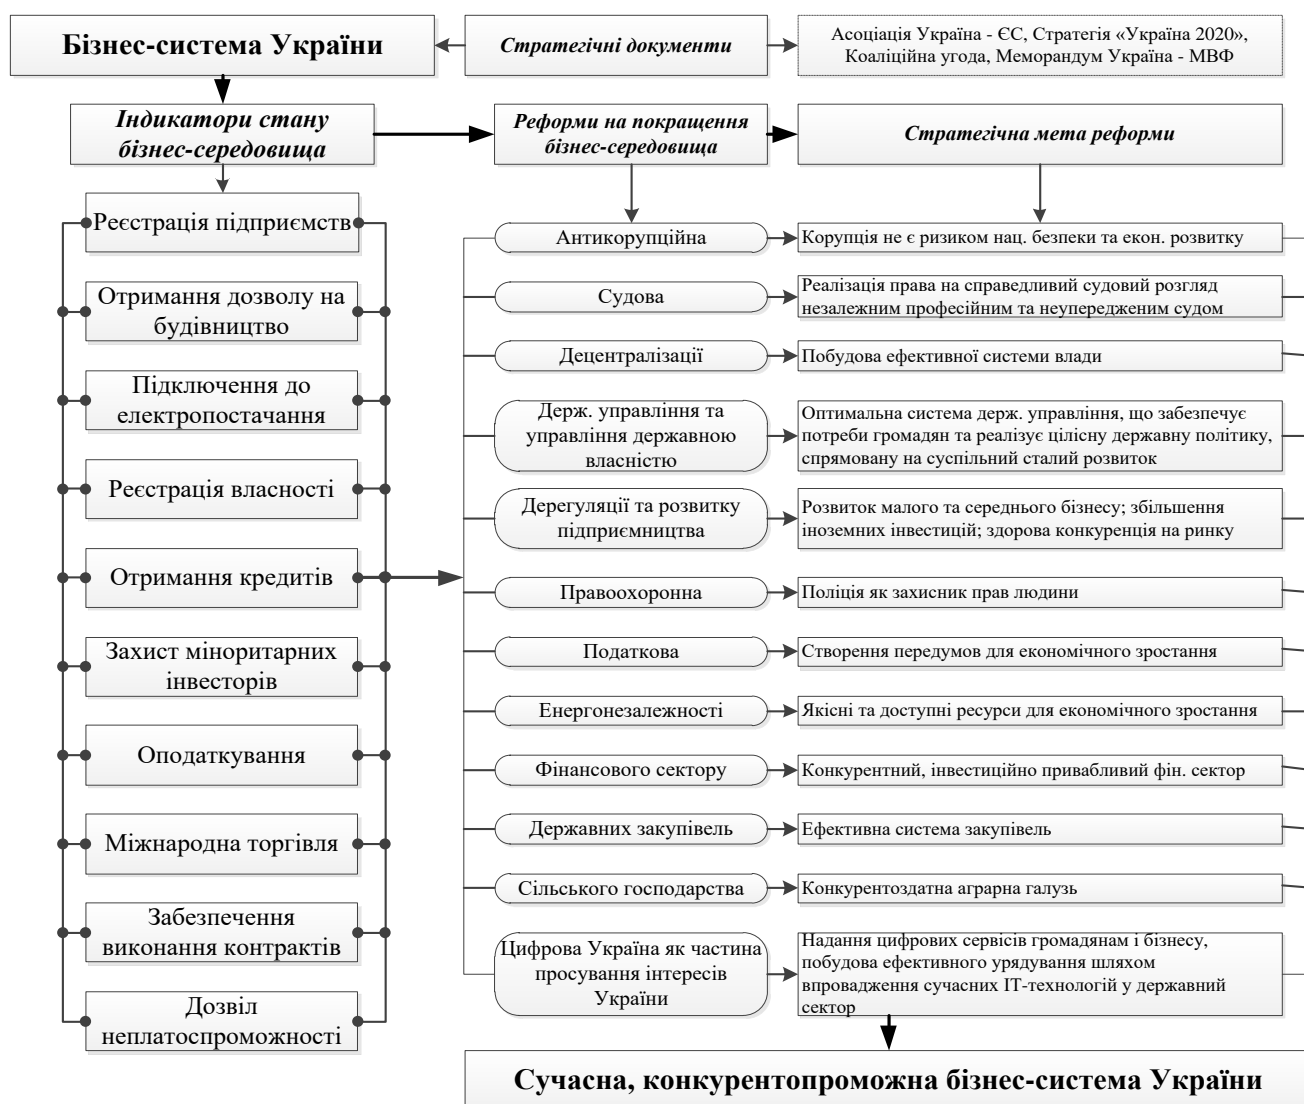 Бізнес-система України
Стратегічні документи
Асоціація Україна - ЄС, Стратегія «Україна 2020»,
Коаліційна угода, Меморандум Україна - МВФ
Індикатори стану
бізнес-середовища
Реформи на покращення
бізнес-середовища
Стратегічна мета реформи
Реєстрація підприємств
Отримання дозволу на
будівництво
Підключення до
електропостачання
Реєстрація власності
Отримання кредитів
Захист міноритарних
інвесторів
Оподаткування
Міжнародна торгівля
Забезпечення
виконання контрактів
Дозвіл
неплатоспроможності
Антикорупційна
Корупція не є ризиком нац. безпеки та екон. розвитку
Судова
Реалізація права на справедливий судовий розгляд
незалежним професійним та неупередженим судом
Децентралізації
Побудова ефективної системи влади
Держ. управління та
управління державною
власністю
Оптимальна система держ. управління, що забезпечує
потреби громадян та реалізує цілісну державну політику,
спрямовану на суспільний сталий розвиток
Дерегуляції та розвитку
підприємництва
Розвиток малого та середнього бізнесу; збільшення
іноземних інвестицій; здорова конкуренція на ринку
Правоохоронна
Поліція як захисник прав людини
Податкова
Створення передумов для економічного зростання
Енергонезалежності
Якісні та доступні ресурси для економічного зростання
Фінансового сектору
Конкурентний, інвестиційно привабливий фін. сектор
Державних закупівель
Ефективна система закупівель
Сільського господарства
Конкурентоздатна аграрна галузь
Цифрова Україна як частина
просування інтересів
України
Надання цифрових сервісів громадянам і бізнесу,
побудова ефективного урядування шляхом
впровадження сучасних ІТ-технологій у державний
сектор
Сучасна, конкурентопроможна бізнес-система України